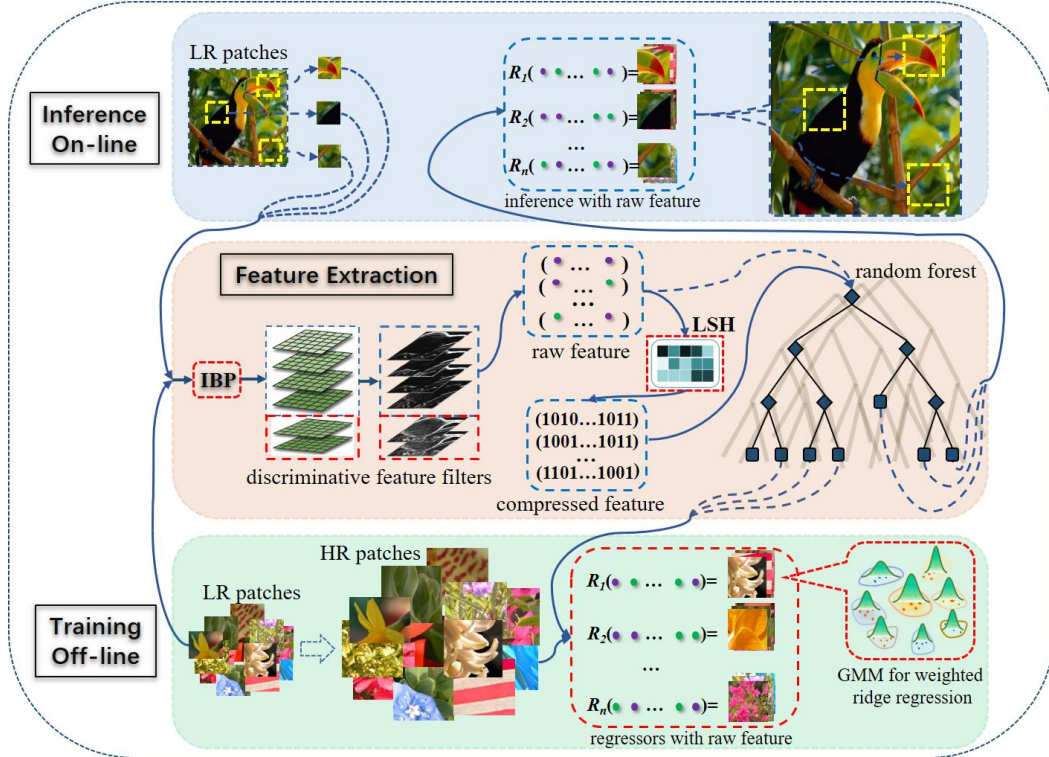 LR patches
Inference
On-line
R1( ... )=
R2( ... )=
...
Rn( ... )=
inference with raw feature
Feature Extraction
( ... )
( ... )
...
( ... )
raw feature
LSH
random forest
IBP
discriminative feature filters
(1010...1011)
(1001...1011)
...
(1101...1001)
compressed feature
HR patches
LR patches
Training
Off-line
R1( ... )=
R2( ... )=
...
Rn( ... )=
regressors with raw feature
GMM for weighted
ridge regression